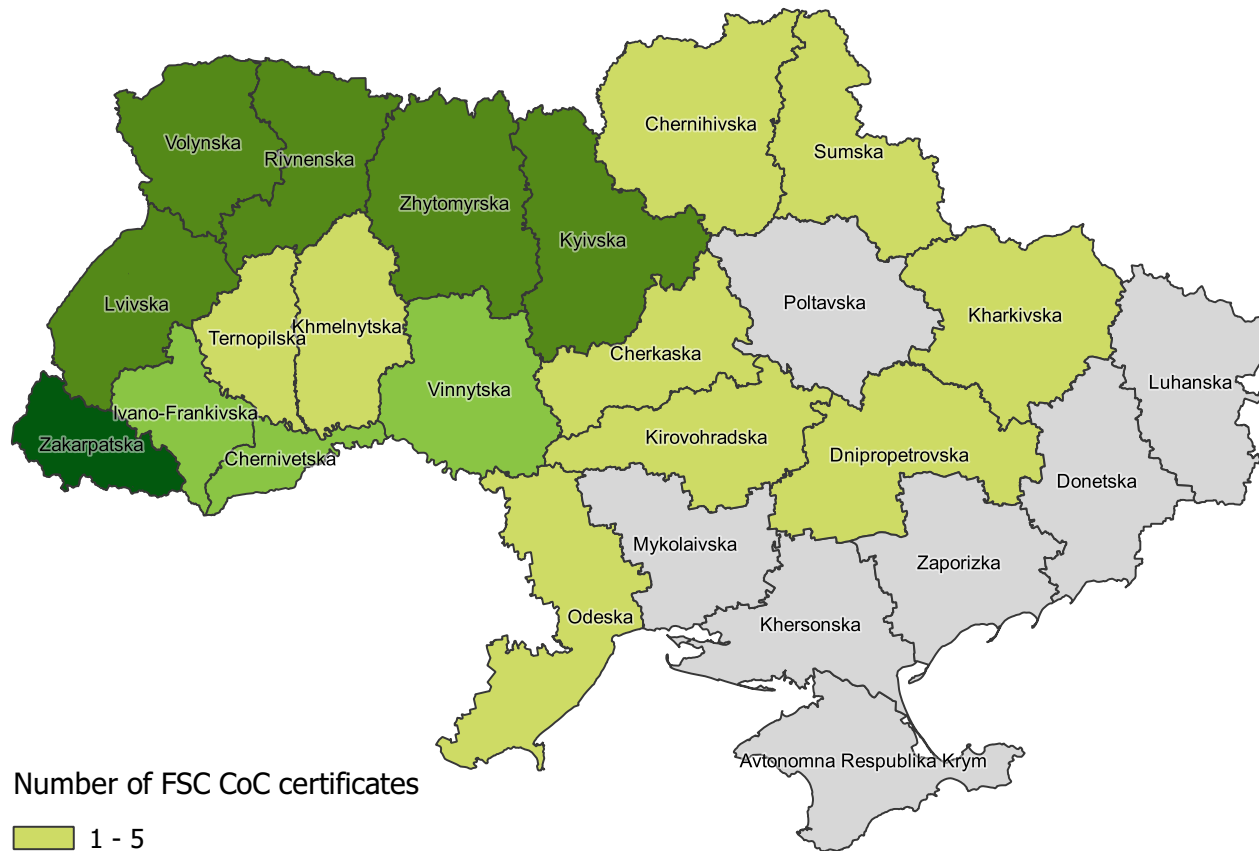 Chernihivska
Volynska
Sumska
Rivnenska
Zhytomyrska
Kyivska
Lvivska
Poltavska
Kharkivska
Khmelnytska
Ternopilska
Cherkaska
Luhanska
Vinnytska
Ivano-Frankivska
Kirovohradska
Zakarpatska
Chernivetska
Dnipropetrovska
Donetska
Mykolaivska
Zaporizka
Odeska
Khersonska
Avtonomna Respublika Krym
Number of FSC CoC certificates
1 - 5